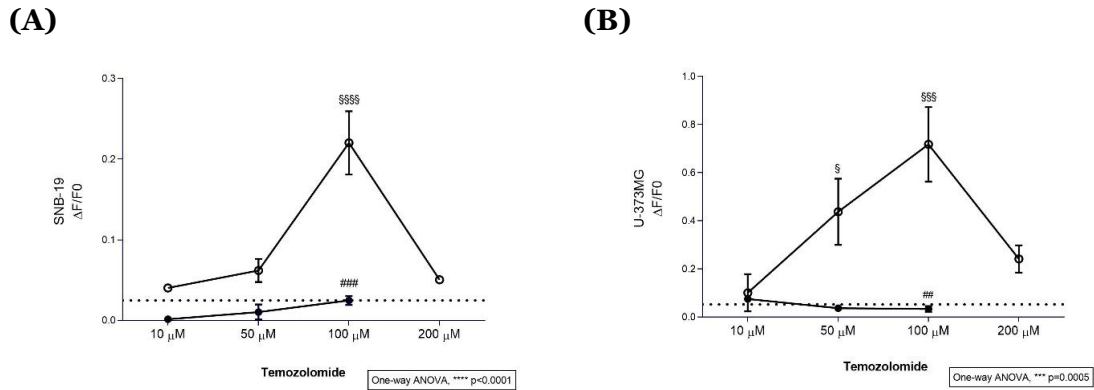 (A)
(B)
SNB-19
ΔF/F0
0.3
0.2
0.1
0.0
§§§§
###
10 μM
50 μM
100 μM
200 μM
Temozolomide
One-way ANOVA, **** p<0.0001
U-373MG
ΔF/F0
1.0
0.8
0.6
0.4
0.2
0.0
§
§§§
##
10 μM
50 μM
100 μM
200 μM
Temozolomide
One-way ANOVA, *** p=0.0005